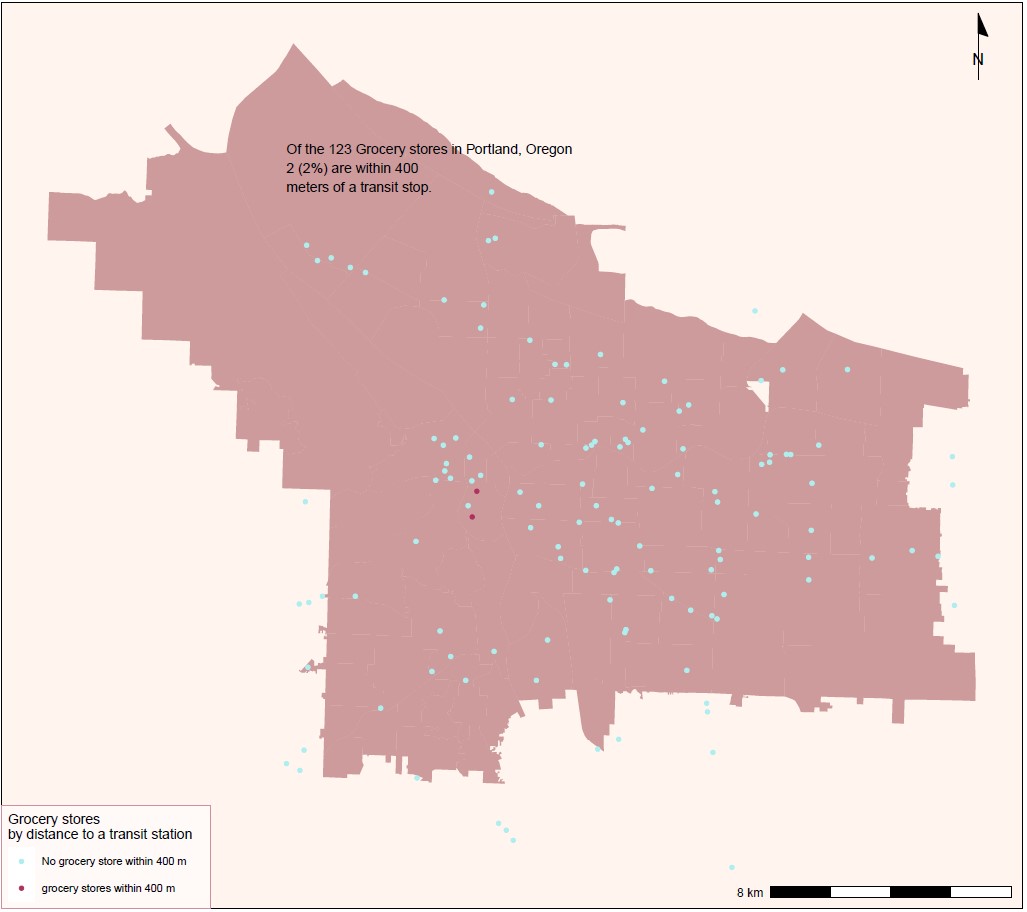 N
Of the 123 Grocery stores in Portland, Oregon
2 (2%) are within 400
meters of a transit stop.
Grocery stores
by distance to a transit station
No grocery store within 400 m
grocery stores within 400 m
8 km